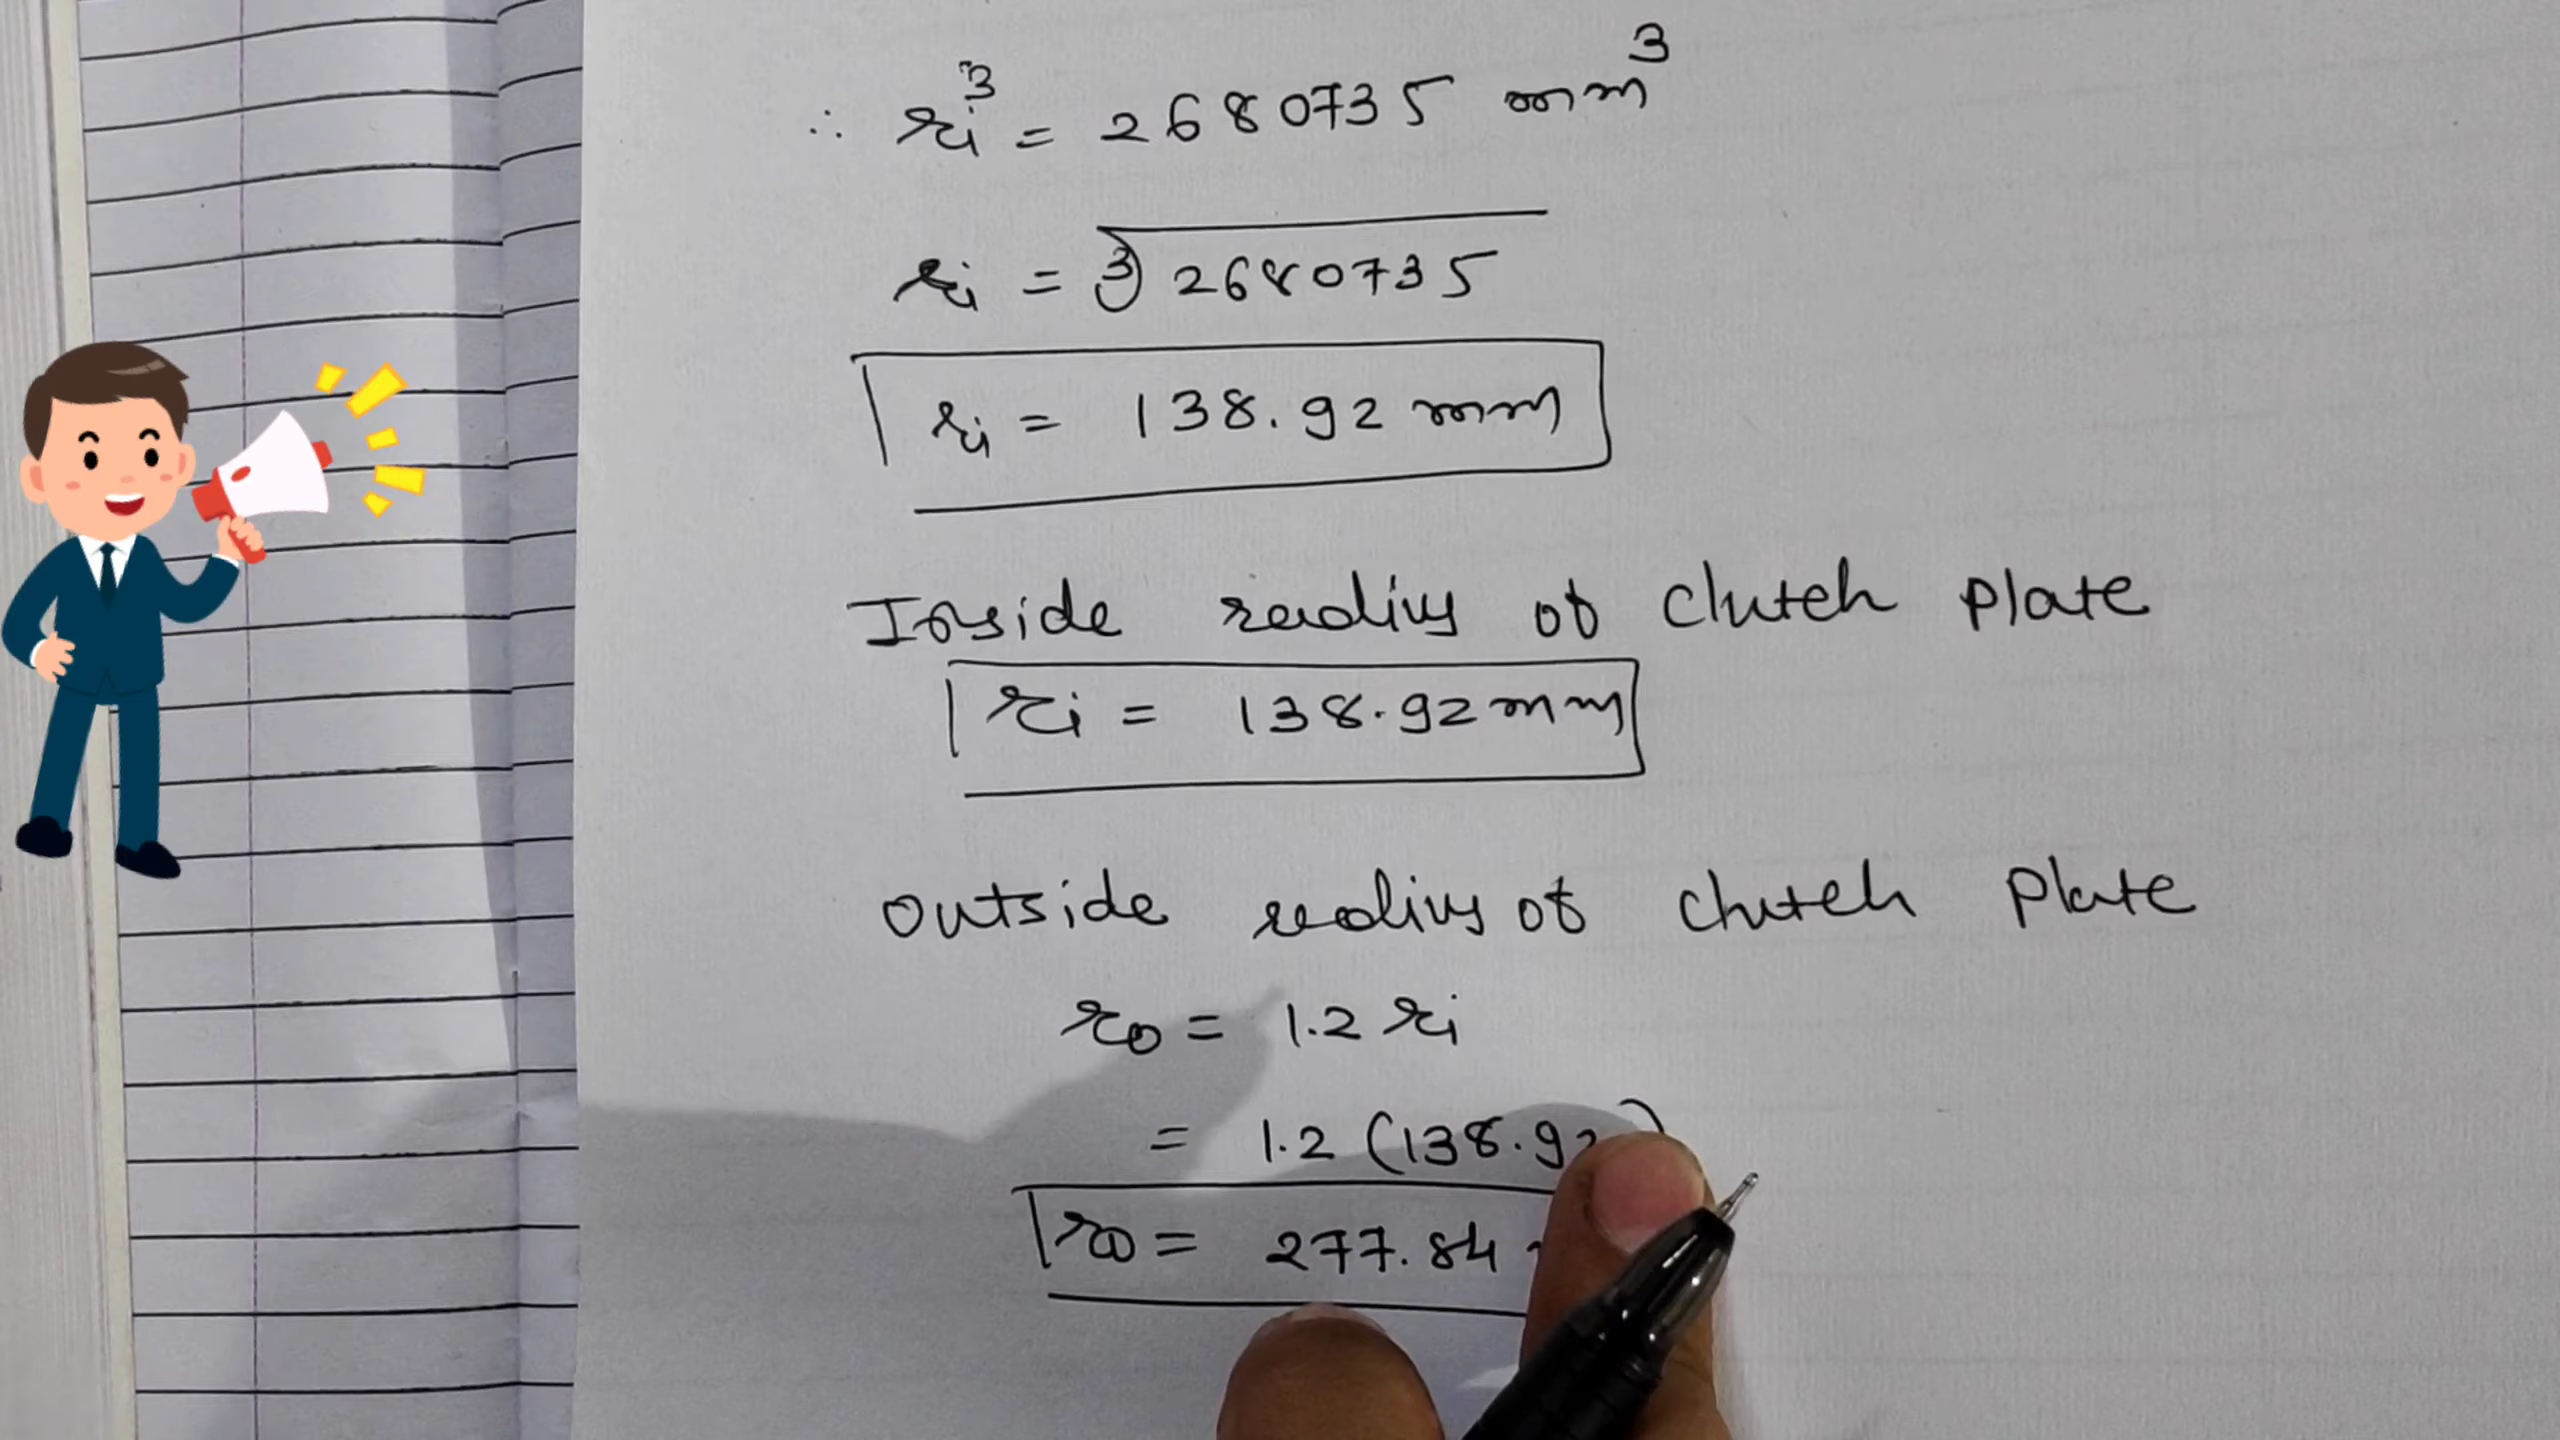 ∴ ri³ = 2680735 mm³
ri = ∛2680735
ri = 138.92 mm
Inside radius of clutch plate
ri = 138.92 mm
outside radius of clutch plate
ro = 1.2 ri
= 1.2 (138.92)
ro = 277.84